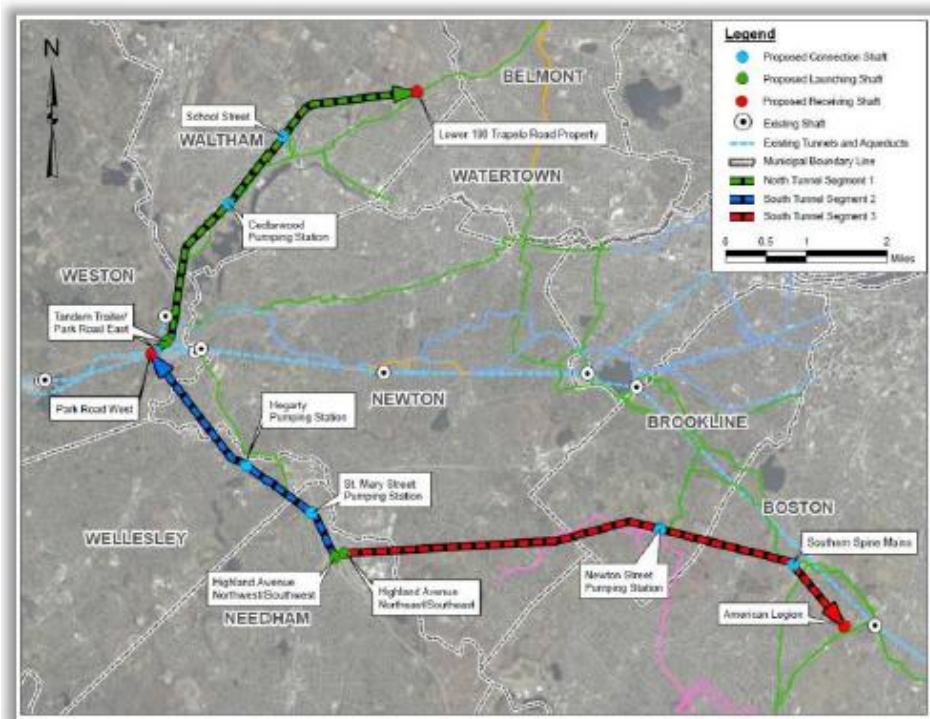 N
BELMONT
School Street
WALTHAM
Lower 190 Trapelo Road Property
WATERTOWN
Cedarwood
Pumping Station
WESTON
Tandem Trailer/
Park Road East
Park Road West
NEWTON
Hegarty
Pumping Station
BROOKLINE
St. Mary Street
Pumping Station
WELLESLEY
BOSTON
Southern Spine Mains
Highland Avenue
Northwest/Southwest
Highland Avenue
Northeast/Southeast
Newton Street
Pumping Station
NEEDHAM
American Legion
Legend
Proposed Connection Shaft
Proposed Launching Shaft
Proposed Receiving Shaft
Existing Shaft
Existing Tunnels and Aqueducts
Municipal Boundary Line
North Tunnel Segment 1
South Tunnel Segment 2
South Tunnel Segment 3
0 0.5 1 2
Miles